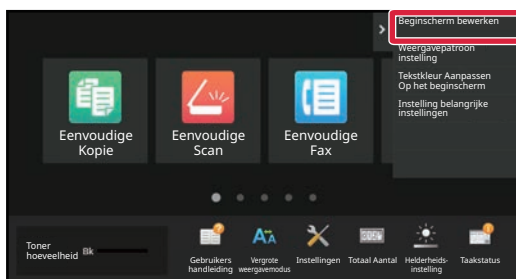 Beginscherm bewerken
Weergavepatroon
instelling
Tekstkleur Aanpassen
Op het beginscherm
Instelling belangrijke
instellingen
Eenvoudige
Kopie
Eenvoudige
Scan
Eenvoudige
Fax
Toner
hoeveelheid
Bk
Gebruikers
handleiding
Vergrote
weergavemodus
Instellingen
Totaal Aantal
Helderheids-
instelling
Taakstatus